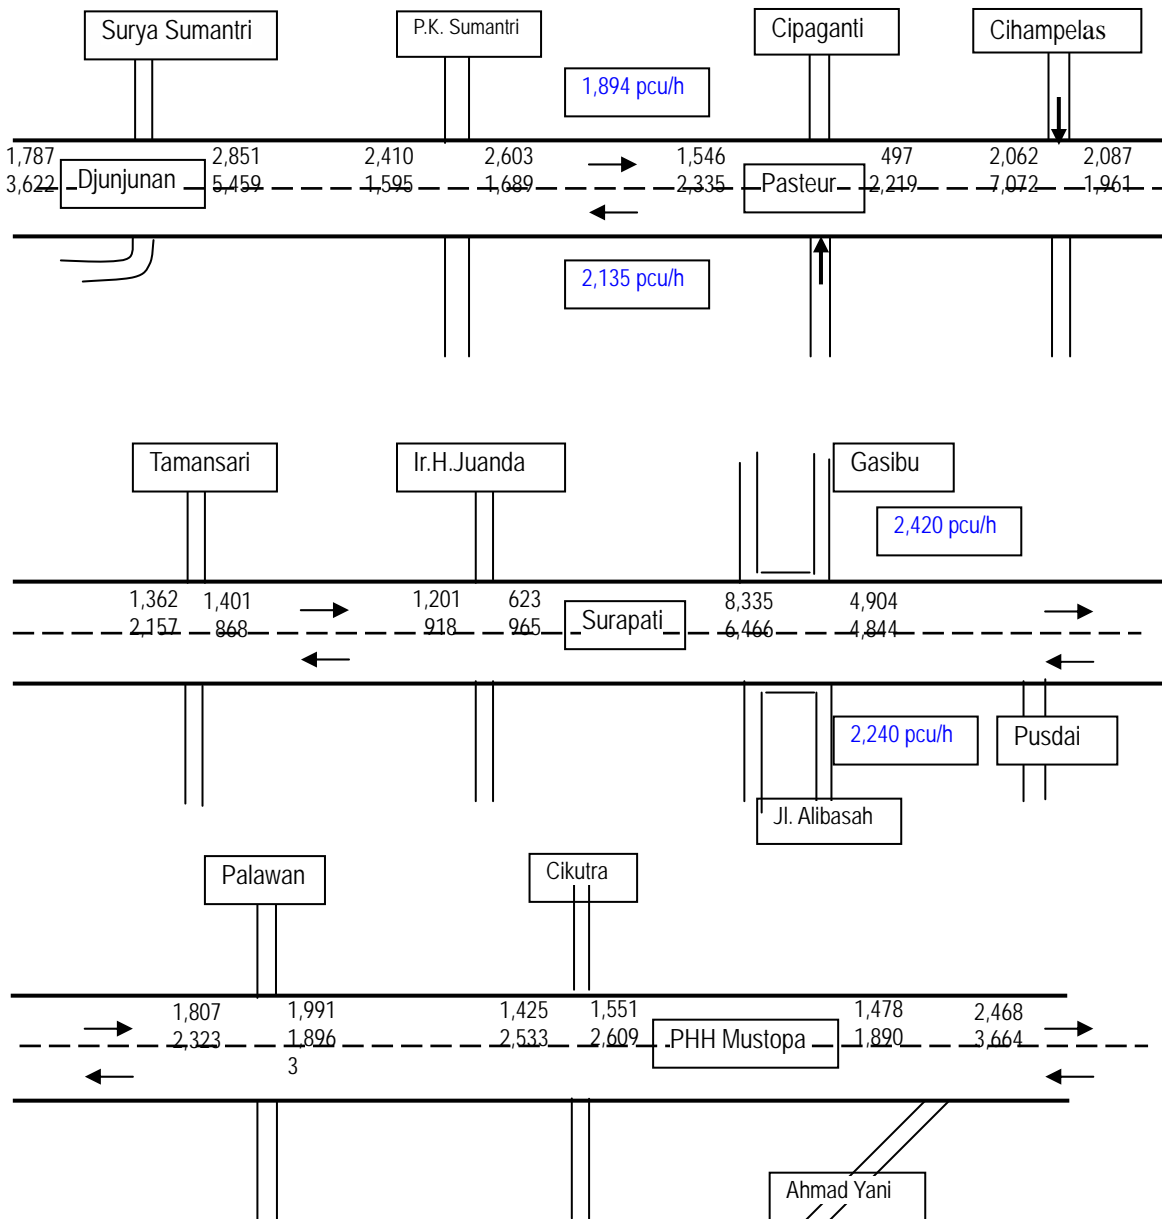 Surya Sumantri
P.K. Sumantri
Cipaganti
Cihampelas
1,894 pcu/h
1,787 2,851 2,410 2,603 1,546 497 2,062 2,087
3,622 Djunjunan 5,459 1,595 1,689 2,335 Pasteur 2,219 7,072 1,961
2,135 pcu/h
Tamansari
Ir.H.Juanda
Gasibu
2,420 pcu/h
1,362 1,401 1,201 623 8,335 4,904
2,157 868 918 965 Surapati 6,466 4,844
2,240 pcu/h
Pusdai
Jl. Alibasah
Palawan
Cikutra
1,807 1,991 1,425 1,551 1,478 2,468
2,323 1,896 2,533 2,609 PHH Mustopa 1,890 3,664
3
Ahmad Yani